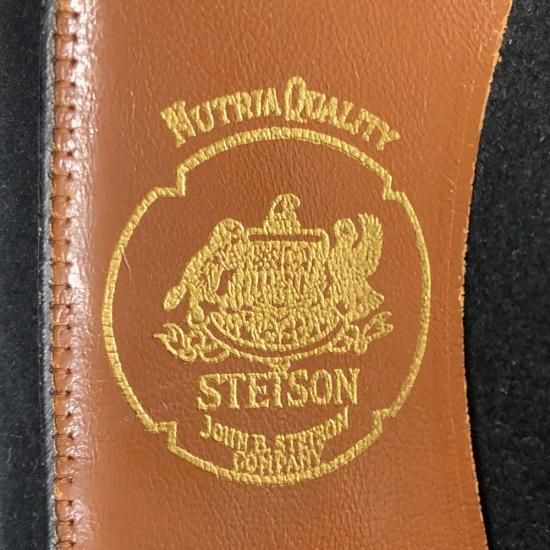 NUTRIA QUALITY
STETSON
JOHN B. STETSON
COMPANY